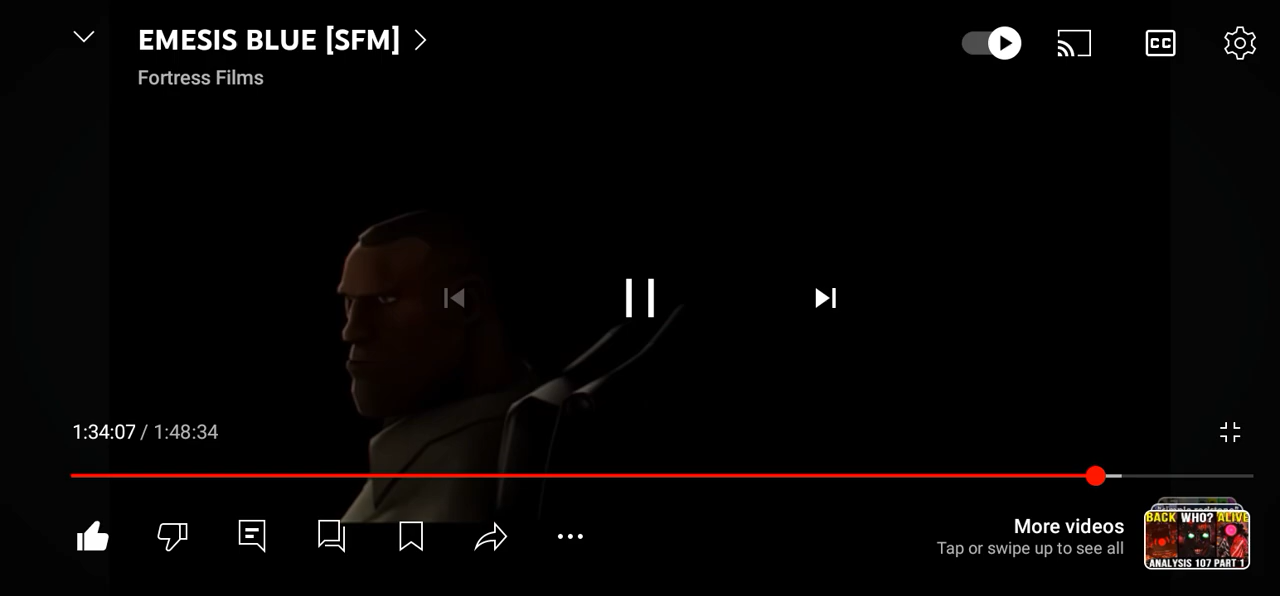 EMESIS BLUE [SFM]
Fortress Films
CC
1:34:07 / 1:48:34
More videos
Tap or swipe up to see all
BACK WHO? ALIVE
ANALYSIS 107 PART 1